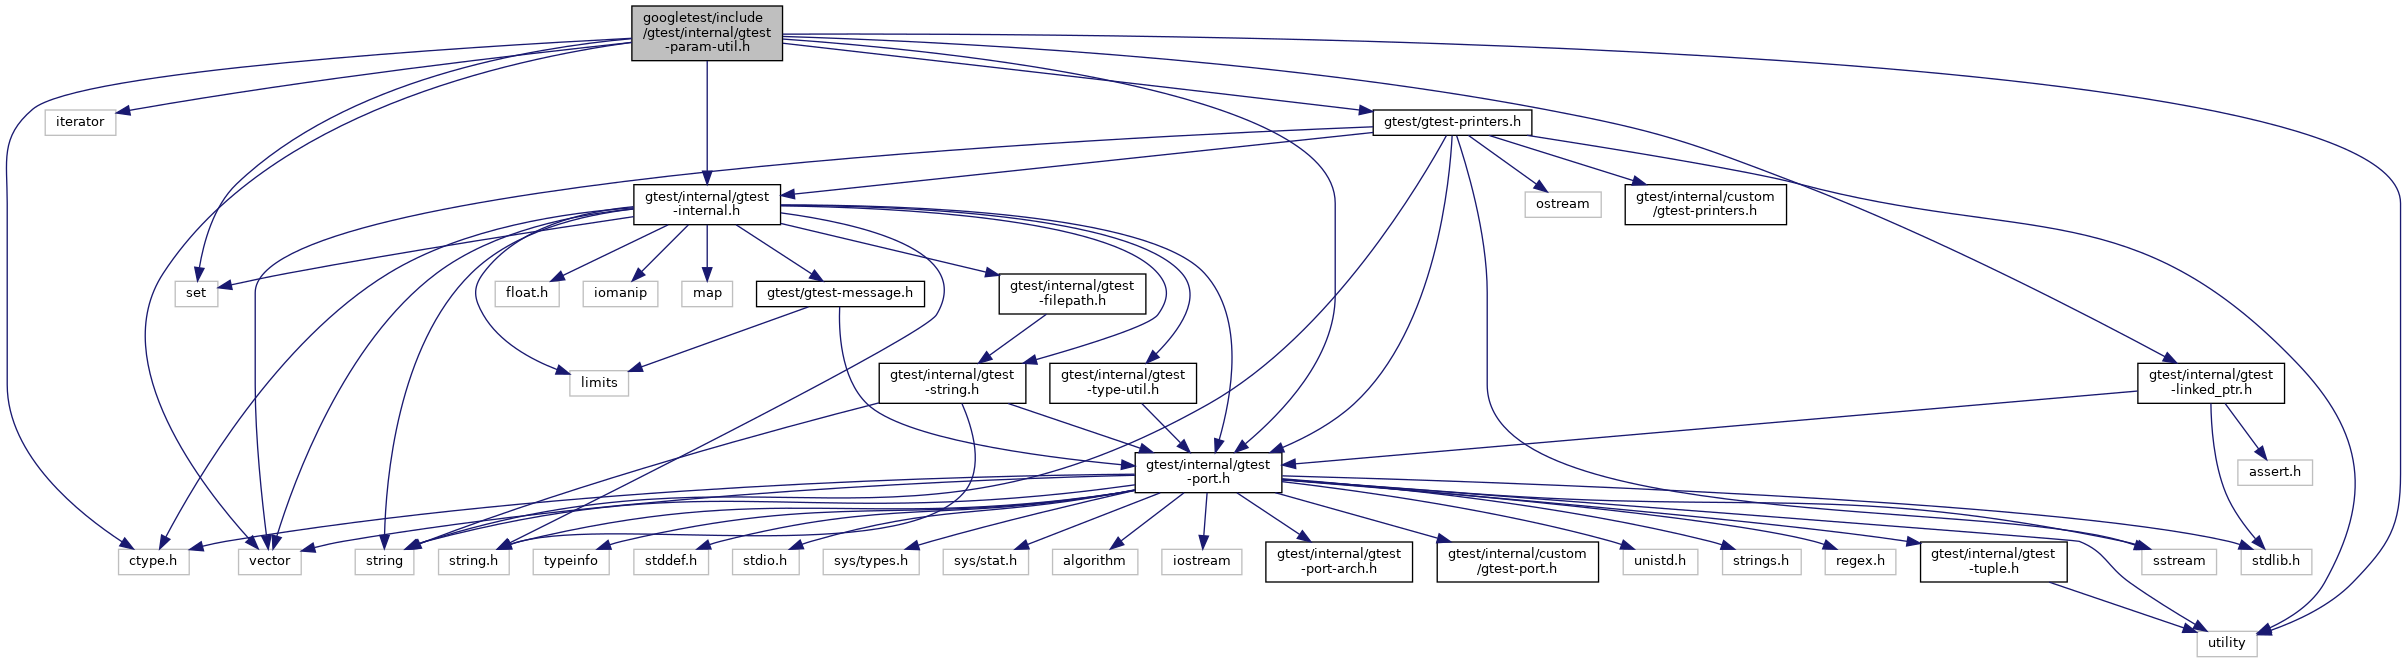 googletest/include
/gtest/internal/gtest
-param-util.h
iterator
gtest/gtest-printers.h
gtest/internal/gtest
-internal.h
ostream
gtest/internal/custom
/gtest-printers.h
set
float.h
iomanip
map
gtest/gtest-message.h
gtest/internal/gtest
-filepath.h
limits
gtest/internal/gtest
-string.h
gtest/internal/gtest
-type-util.h
gtest/internal/gtest
-linked_ptr.h
gtest/internal/gtest
-port.h
assert.h
ctype.h
vector
string
string.h
typeinfo
stddef.h
stdio.h
sys/types.h
sys/stat.h
algorithm
iostream
gtest/internal/gtest
-port-arch.h
gtest/internal/custom
/gtest-port.h
unistd.h
strings.h
regex.h
gtest/internal/gtest
-tuple.h
sstream
stdlib.h
utility